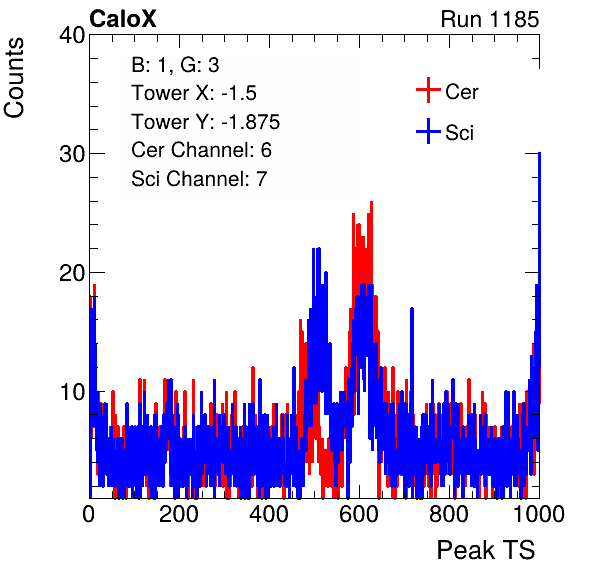 CaloX Run 1185
Counts
40
30
20
10
B: 1, G: 3
Tower X: -1.5
Tower Y: -1.875
Cer Channel: 6
Sci Channel: 7
Cer
Sci
0 200 400 600 800 1000
Peak TS